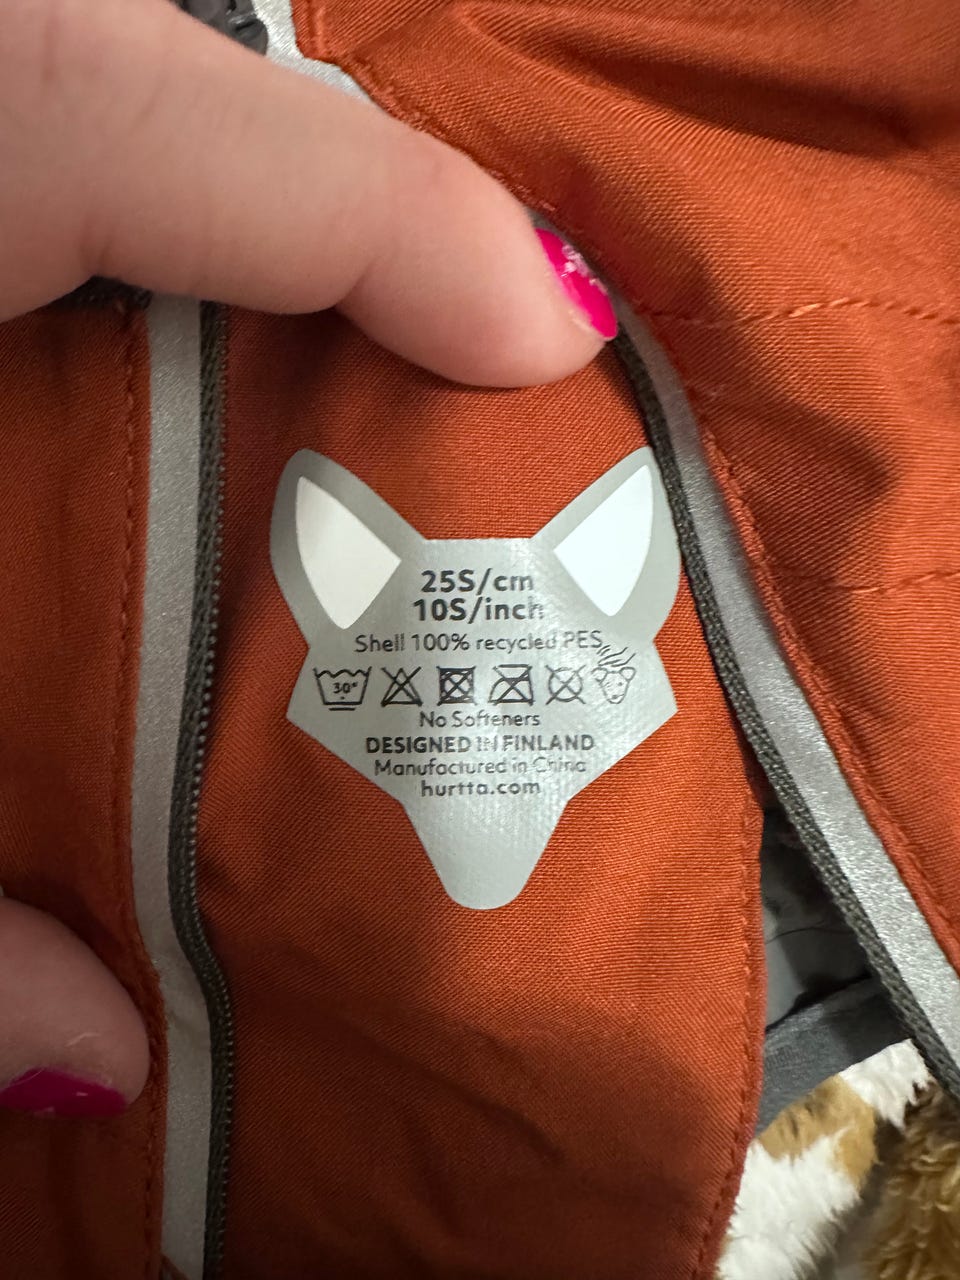 25S/cm
10S/inch
Shell 100% recycled PES
30°
No Softeners
DESIGNED IN FINLAND
Manufactured in China
hurtta.com